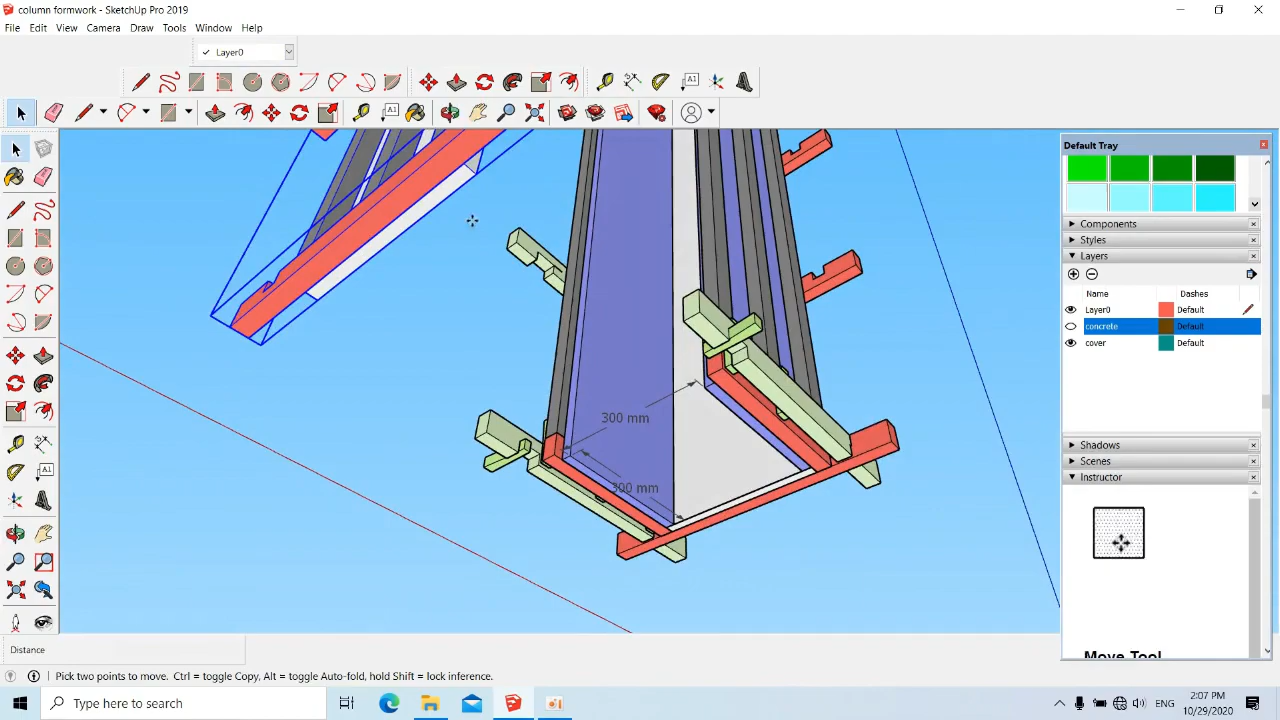 column formwork - SketchUp Pro 2019
File Edit View Camera Draw Tools Window Help
Layer0
A1
A1
Default Tray
Components
Styles
Layers
Name Dashes
Layer0 Default
concrete Default
cover Default
300 mm
300 mm
Shadows
Scenes
Instructor
A1
Move Tool
Distance
Pick two points to move. Ctrl = toggle Copy, Alt = toggle Auto-fold, hold Shift = lock inference.
Type here to search
ENG
2:07 PM
10/29/2020